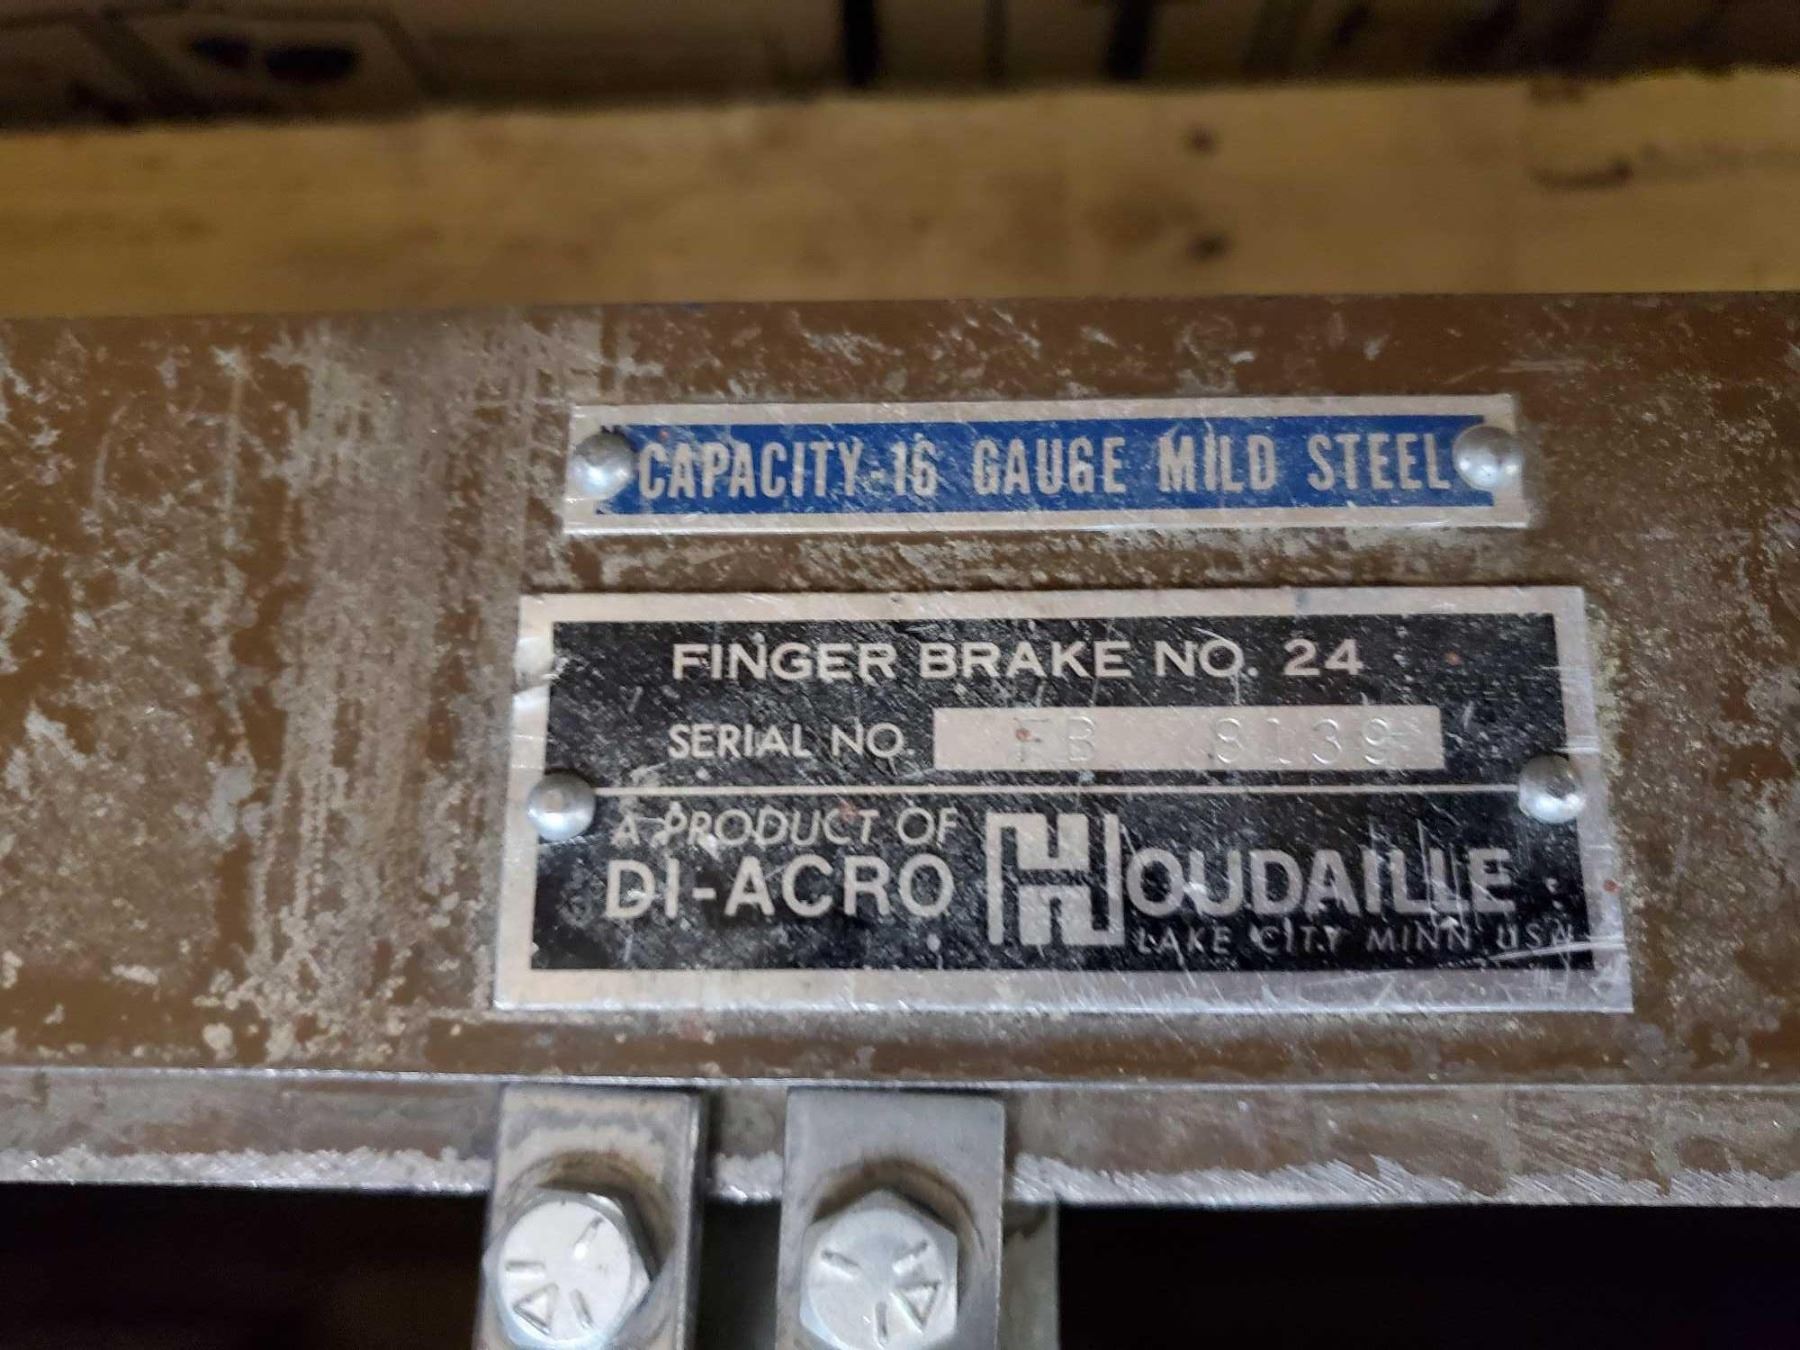 CAPACITY-16 GAUGE MILD STEEL
FINGER BRAKE NO. 24
SERIAL NO. FB 8139
A PRODUCT OF
DI-ACRO HOUDAILLE
LAKE CITY MINN USA